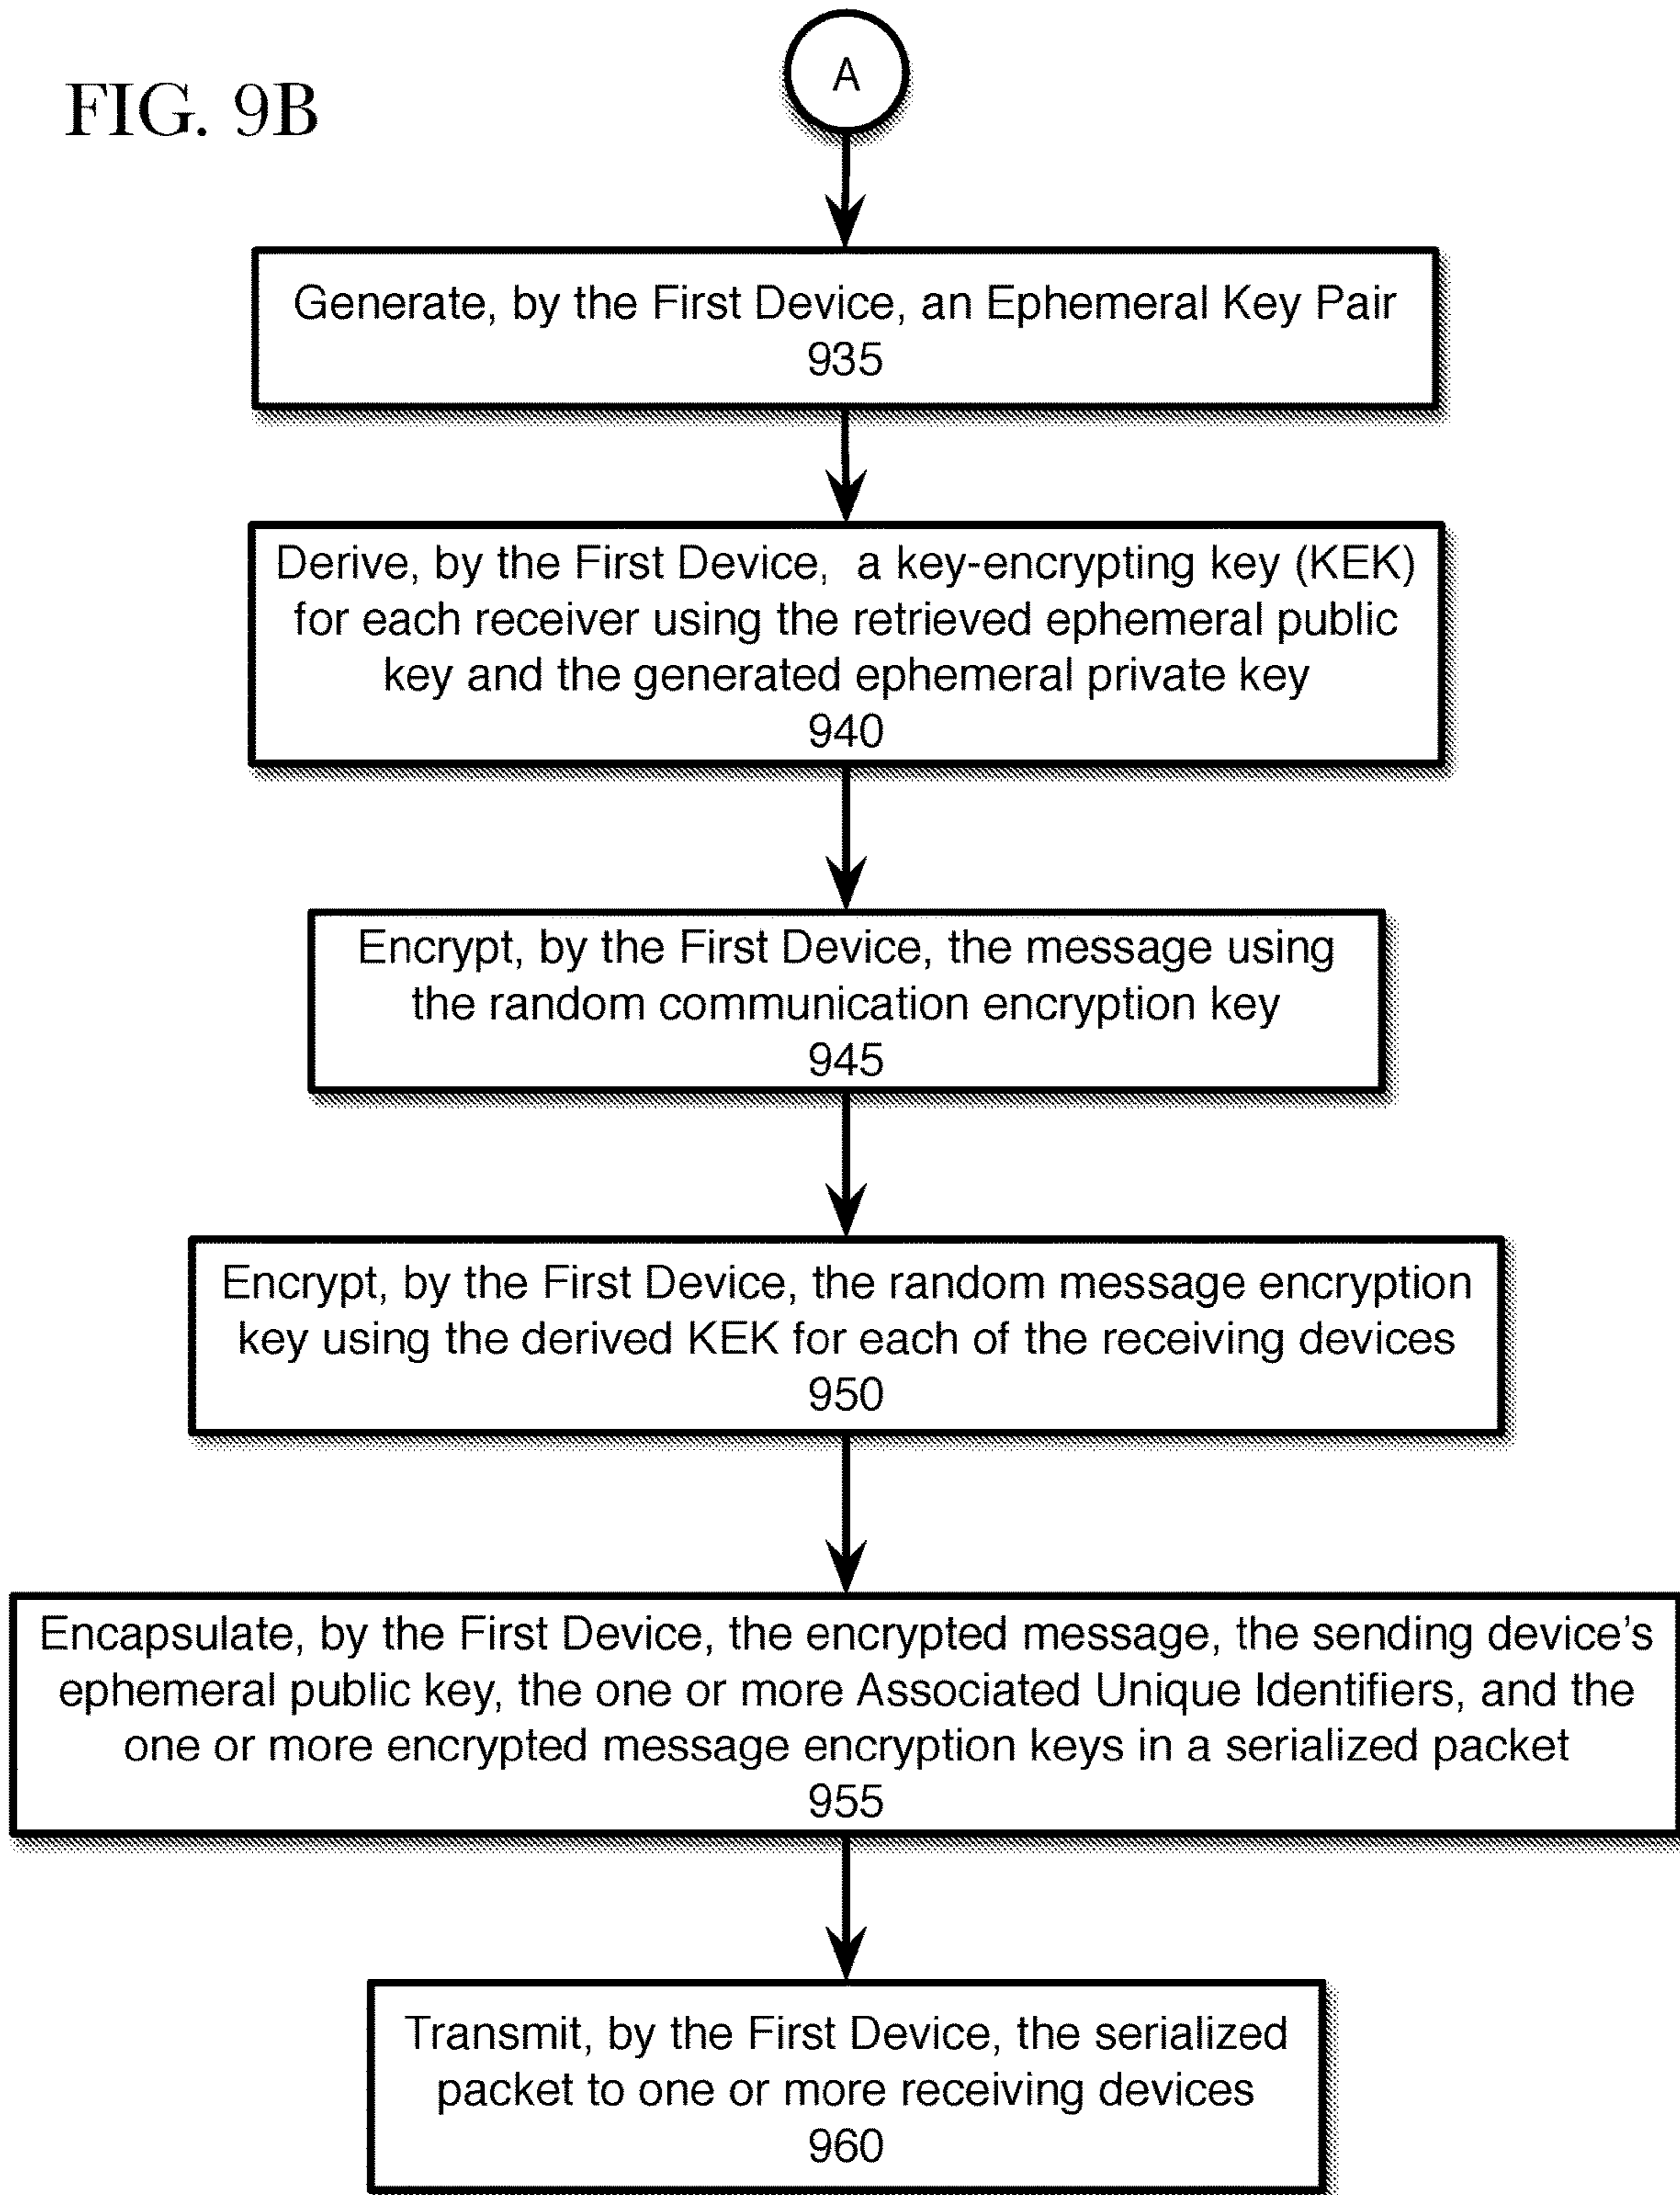 FIG. 9B
A
Generate, by the First Device, an Ephemeral Key Pair
935
Derive, by the First Device, a key-encrypting key (KEK)
for each receiver using the retrieved ephemeral public
key and the generated ephemeral private key
940
Encrypt, by the First Device, the message using
the random communication encryption key
945
Encrypt, by the First Device, the random message encryption
key using the derived KEK for each of the receiving devices
950
Encapsulate, by the First Device, the encrypted message, the sending device's
ephemeral public key, the one or more Associated Unique Identifiers, and the
one or more encrypted message encryption keys in a serialized packet
955
Transmit, by the First Device, the serialized
packet to one or more receiving devices
960